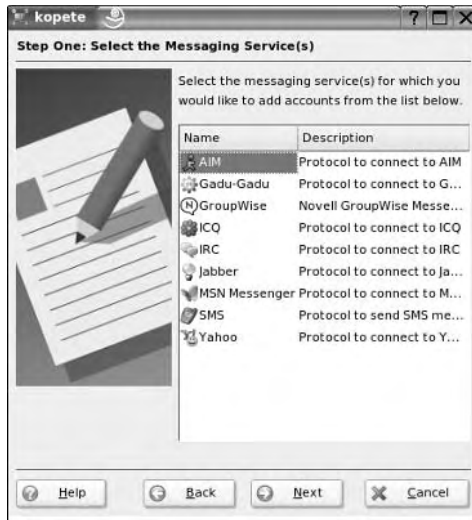 kopete
Step One: Select the Messaging Service(s)
Select the messaging service(s) for which you
would like to add accounts from the list below.
Name Description
AIM Protocol to connect to AIM
Gadu-Gadu Protocol to connect to G...
GroupWise Novell GroupWise Messe...
ICQ Protocol to connect to ICQ
IRC Protocol to connect to IRC
Jabber Protocol to connect to Ja...
MSN Messenger Protocol to connect to M...
SMS Protocol to send SMS me...
Yahoo Protocol to connect to Y...
Help Back Next Cancel